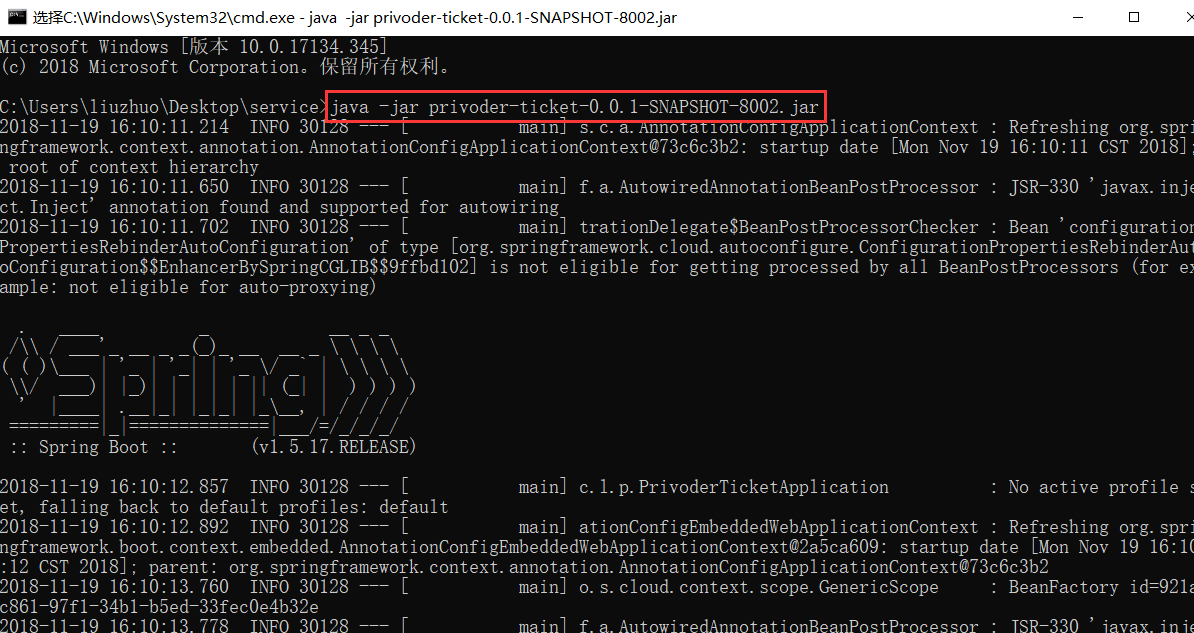 选择C:\Windows\System32\cmd.exe - java  -jar privoder-ticket-0.0.1-SNAPSHOT-8002.jar
Microsoft Windows [版本 10.0.17134.345]
(c) 2018 Microsoft Corporation。保留所有权利。
C:\Users\liuzhuo\Desktop\service>java -jar privoder-ticket-0.0.1-SNAPSHOT-8002.jar
2018-11-19 16:10:11.214  INFO 30128 --- [           main] s.c.a.AnnotationConfigApplicationContext : Refreshing org.spri
ngframework.context.annotation.AnnotationConfigApplicationContext@73c6c3b2: startup date [Mon Nov 19 16:10:11 CST 2018];
 root of context hierarchy
2018-11-19 16:10:11.650  INFO 30128 --- [           main] f.a.AutowiredAnnotationBeanPostProcessor : JSR-330 'javax.inje
ct.Inject' annotation found and supported for autowiring
2018-11-19 16:10:11.702  INFO 30128 --- [           main] trationDelegate$BeanPostProcessorChecker : Bean 'configuration
PropertiesRebinderAutoConfiguration' of type [org.springframework.cloud.autoconfigure.ConfigurationPropertiesRebinderAut
oConfiguration$$EnhancerBySpringCGLIB$$9ffbd102] is not eligible for getting processed by all BeanPostProcessors (for ex
ample: not eligible for auto-proxying)
Spring
 :: Spring Boot ::        (v1.5.17.RELEASE)
2018-11-19 16:10:12.857  INFO 30128 --- [           main] c.l.p.PrivoderTicketApplication          : No active profile s
et, falling back to default profiles: default
2018-11-19 16:10:12.892  INFO 30128 --- [           main] ationConfigEmbeddedWebApplicationContext : Refreshing org.spri
ngframework.boot.context.embedded.AnnotationConfigEmbeddedWebApplicationContext@2a5ca609: startup date [Mon Nov 19 16:10
:12 CST 2018]; parent: org.springframework.context.annotation.AnnotationConfigApplicationContext@73c6c3b2
2018-11-19 16:10:13.760  INFO 30128 --- [           main] o.s.cloud.context.scope.GenericScope     : BeanFactory id=921a
c861-97f1-34b1-b5ed-33fec0e4b32e
2018-11-19 16:10:13.778  INFO 30128 --- [           main] f.a.AutowiredAnnotationBeanPostProcessor : JSR-330 'javax.inje